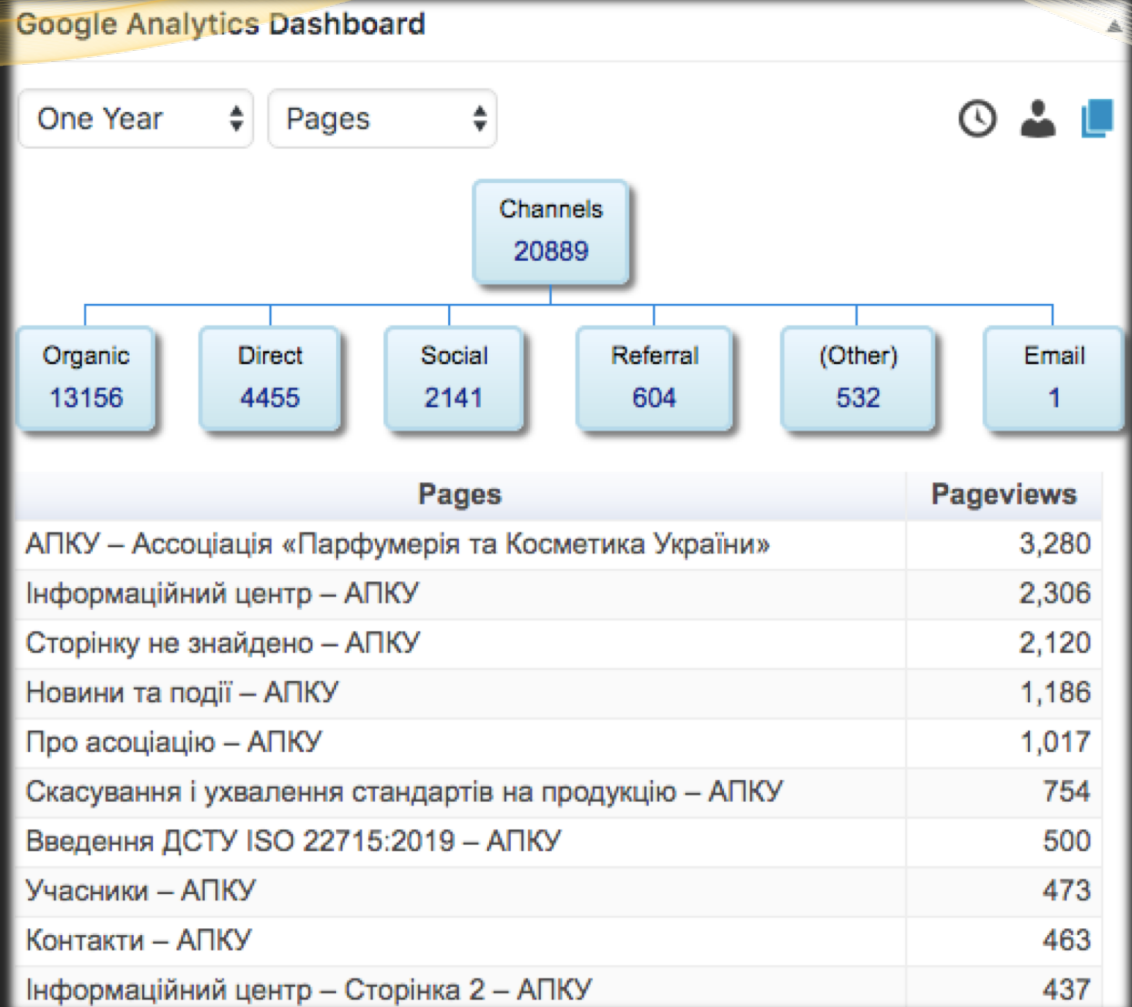 Google Analytics Dashboard
One Year Pages
Channels
20889
Organic Direct Social Referral (Other) Email
13156 4455 2141 604 532 1
Pages Pageviews
АПКУ – Ассоціація «Парфумерія та Косметика України» 3,280
Інформаційний центр – АПКУ 2,306
Сторінку не знайдено – АПКУ 2,120
Новини та події – АПКУ 1,186
Про асоціацію – АПКУ 1,017
Скасування і ухвалення стандартів на продукцію – АПКУ 754
Введення ДСТУ ISO 22715:2019 – АПКУ 500
Учасники – АПКУ 473
Контакти – АПКУ 463
Інформаційний центр – Сторінка 2 – АПКУ 437